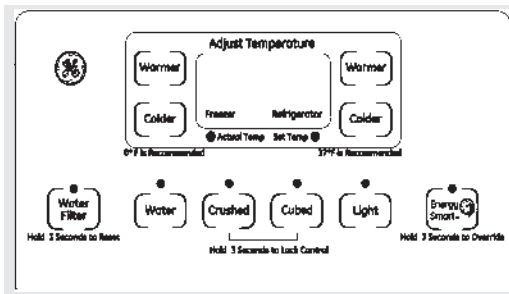 Adjust Temperature
Warmer
Warmer
Colder
Freezer
Refrigerator
Colder
Actual Temp
Set Temp
0°F is Recommended
37°F is Recommended
Water Filter
Water
Crushed
Cubed
Light
Energy Smart™
Hold 3 Seconds to Reset
Hold 3 Seconds to Lock Control
Hold 3 Seconds to Override